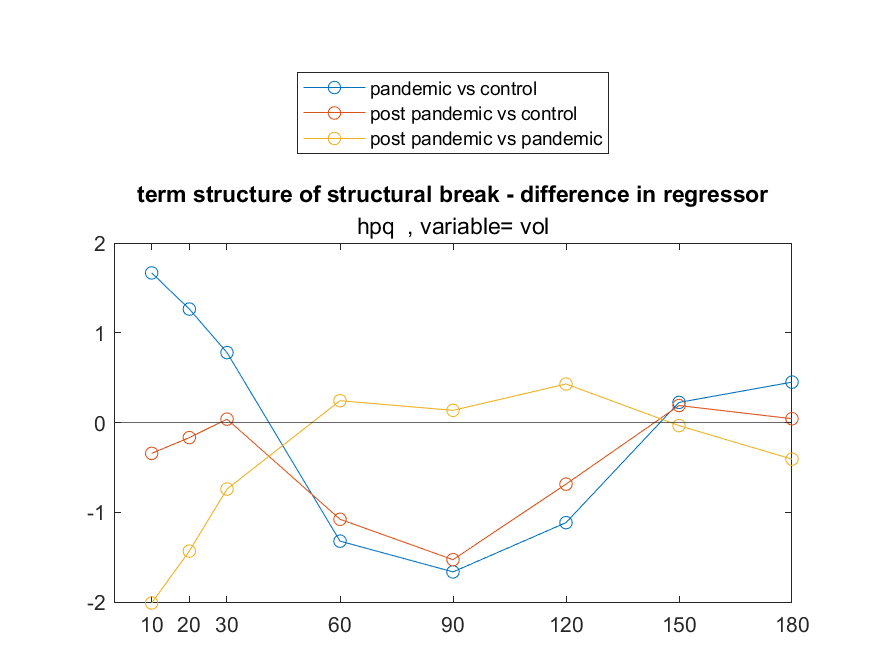 pandemic vs control
post pandemic vs control
post pandemic vs pandemic
term structure of structural break - difference in regressor
hpq , variable= vol
2
1
0
-1
-2
10 20 30 60 90 120 150 180